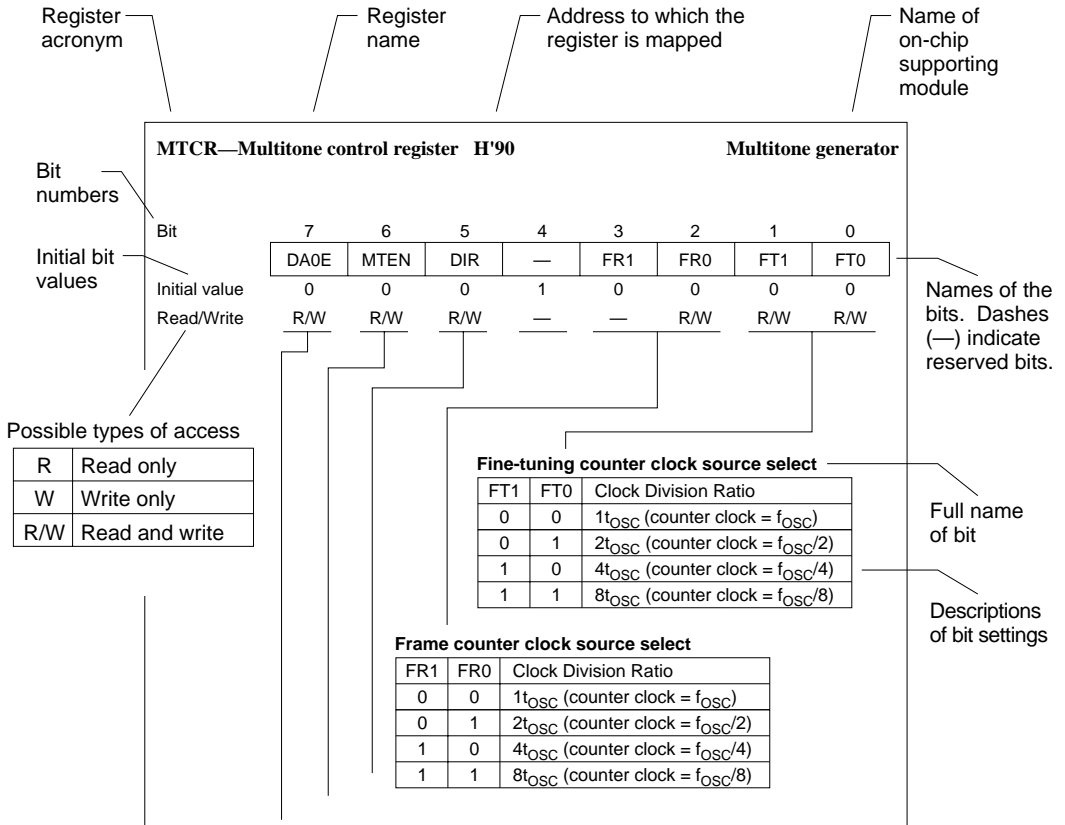 Register acronym
Register name
Address to which the register is mapped
Name of on-chip supporting module
MTCR—Multitone control register H'90 Multitone generator
Bit numbers
Bit 7 6 5 4 3 2 1 0
DA0E MTEN DIR — FR1 FR0 FT1 FT0
Initial bit values
Initial value 0 0 0 1 0 0 0 0
Read/Write R/W R/W R/W — — R/W R/W R/W
Names of the bits. Dashes (—) indicate reserved bits.
Possible types of access
R Read only
W Write only
R/W Read and write
Fine-tuning counter clock source select
FT1 FT0 Clock Division Ratio
0 0 1tOSC (counter clock = fOSC)
0 1 2tOSC (counter clock = fOSC/2)
1 0 4tOSC (counter clock = fOSC/4)
1 1 8tOSC (counter clock = fOSC/8)
Full name of bit
Descriptions of bit settings
Frame counter clock source select
FR1 FR0 Clock Division Ratio
0 0 1tOSC (counter clock = fOSC)
0 1 2tOSC (counter clock = fOSC/2)
1 0 4tOSC (counter clock = fOSC/4)
1 1 8tOSC (counter clock = fOSC/8)